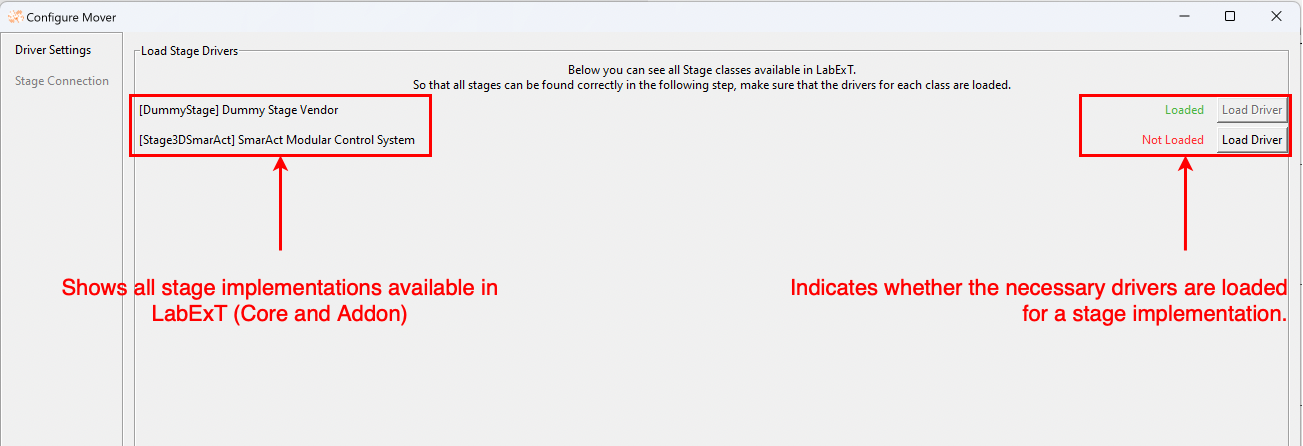 Configure Mover
Driver Settings
Stage Connection
Load Stage Drivers
Below you can see all Stage classes available in LabExT.
So that all stages can be found correctly in the following step, make sure that the drivers for each class are loaded.
[DummyStage] Dummy Stage Vendor
Loaded
Load Driver
[Stage3DSmarAct] SmarAct Modular Control System
Not Loaded
Load Driver
Shows all stage implementations available in
LabExT (Core and Addon)
Indicates whether the necessary drivers are loaded
for a stage implementation.